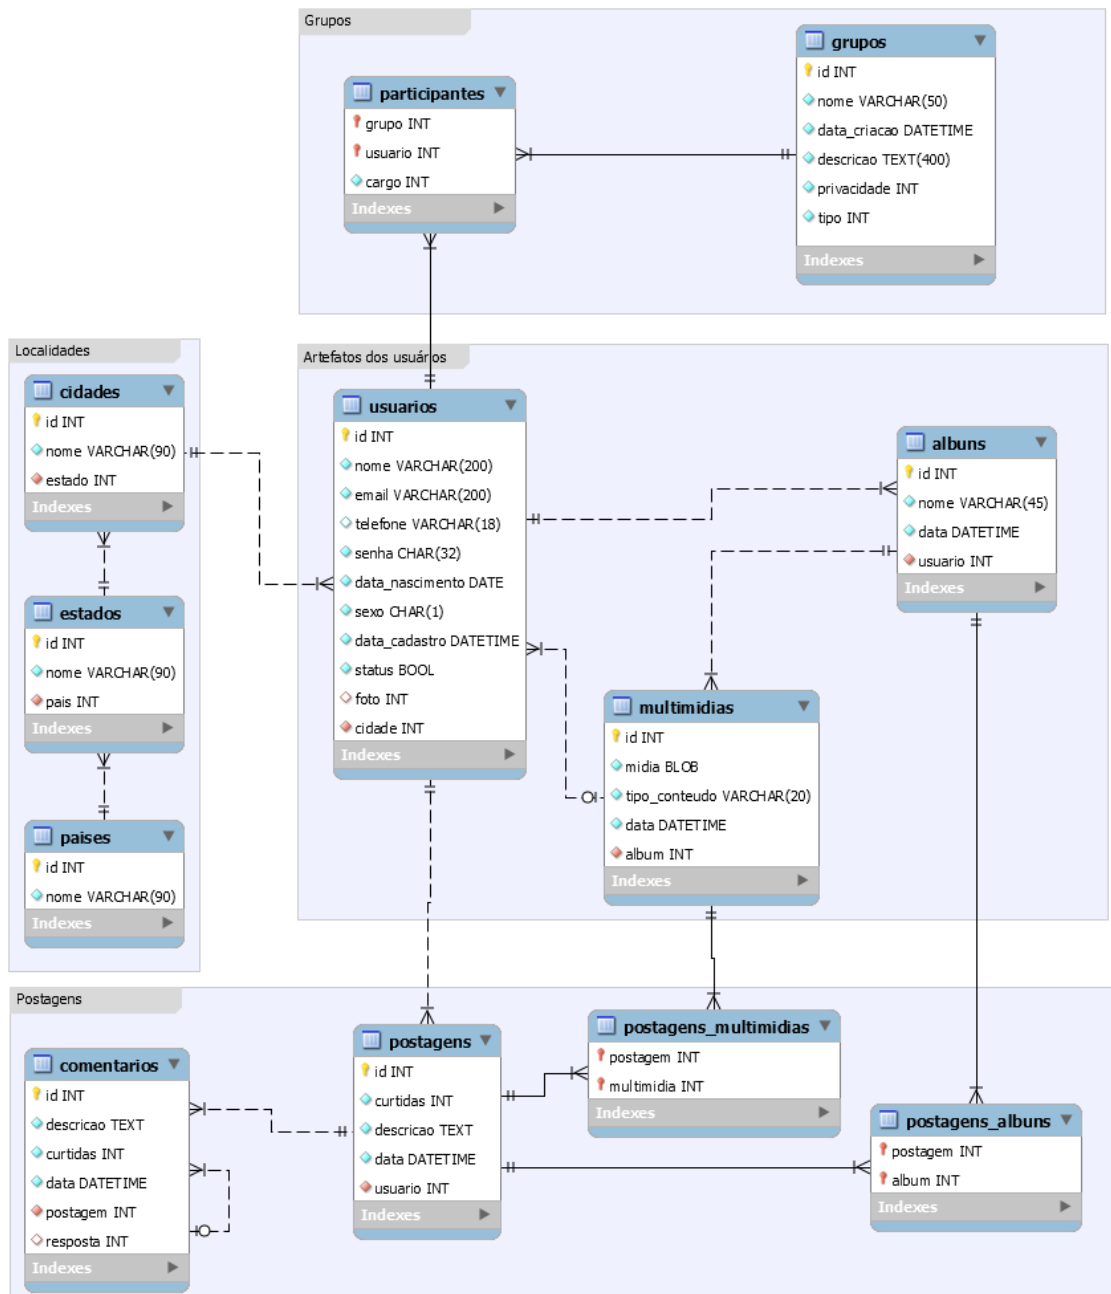 Grupos
grupos
id INT
nome VARCHAR(50)
data_criacao DATETIME
descricao TEXT(400)
privacidade INT
tipo INT
Indexes
participantes
grupo INT
usuario INT
cargo INT
Indexes
Localidades
cidades
id INT
nome VARCHAR(90)
estado INT
Indexes
estados
id INT
nome VARCHAR(90)
pais INT
Indexes
paises
id INT
nome VARCHAR(90)
Indexes
Artefatos dos usuários
usuarios
id INT
nome VARCHAR(200)
email VARCHAR(200)
telefone VARCHAR(18)
senha CHAR(32)
data_nascimento DATE
sexo CHAR(1)
data_cadastro DATETIME
status BOOL
foto INT
cidade INT
Indexes
albuns
id INT
nome VARCHAR(45)
data DATETIME
usuario INT
Indexes
multimidias
id INT
midia BLOB
tipo_conteudo VARCHAR(20)
data DATETIME
album INT
Indexes
Postagens
comentarios
id INT
descricao TEXT
curtidas INT
data DATETIME
postagem INT
resposta INT
Indexes
postagens
id INT
curtidas INT
descricao TEXT
data DATETIME
usuario INT
Indexes
postagens_multimidias
postagem INT
multimidia INT
Indexes
postagens_albuns
postagem INT
album INT
Indexes